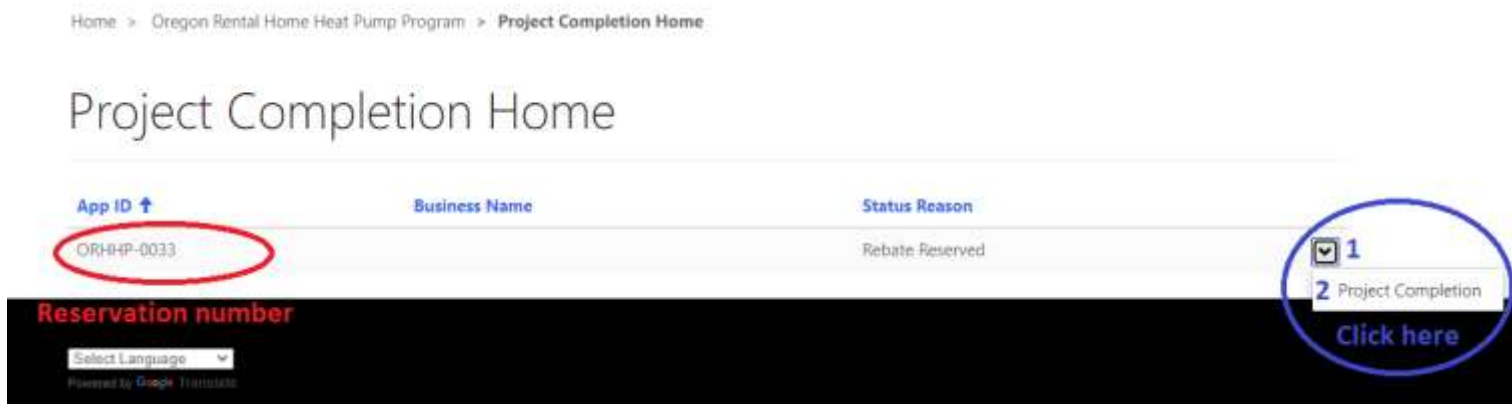 Home > Oregon Rental Home Heat Pump Program > Project Completion Home
Project Completion Home
App ID ↑ Business Name Status Reason
ORHHP-0033 Rebate Reserved 1
2 Project Completion
Reservation number
Click here
Select Language
Powered by Google Translate